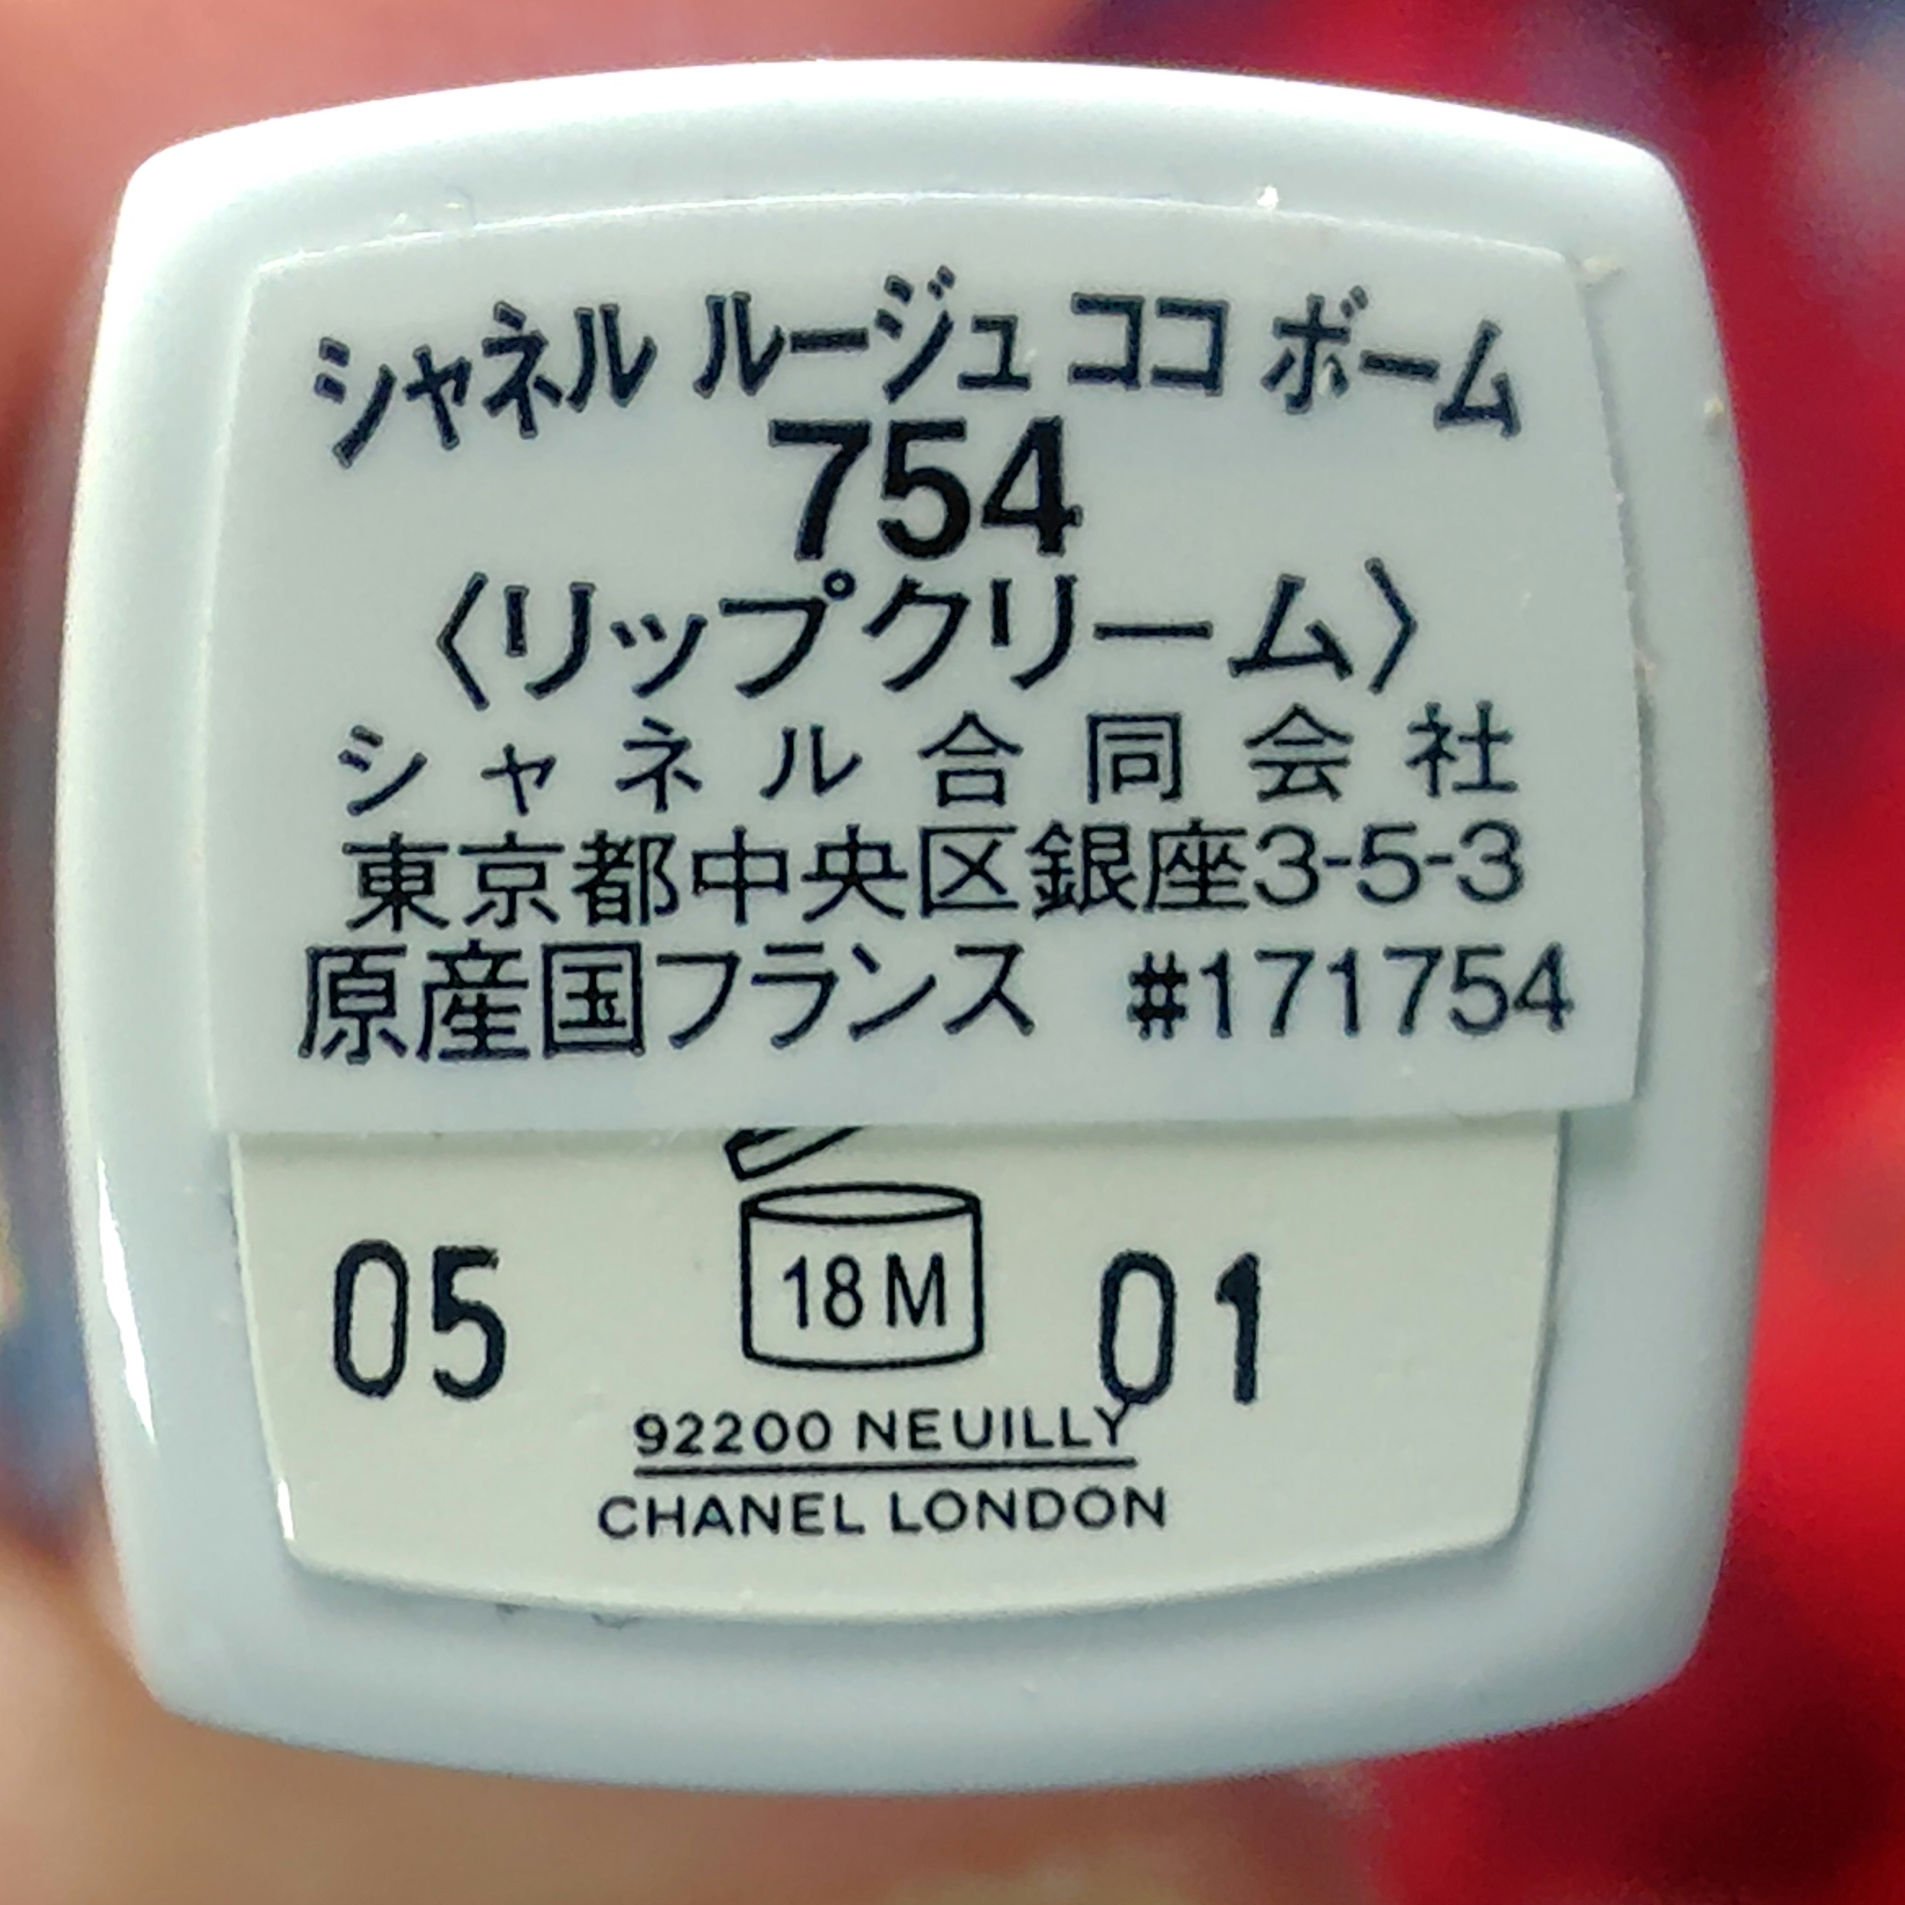 シャネル ルージュ ココ ボーム
754
〈リップクリーム〉
シャネル合同会社
東京都中央区銀座3-5-3
原産国フランス #171754
05 18 M 01
92200 NEUILLY
CHANEL LONDON